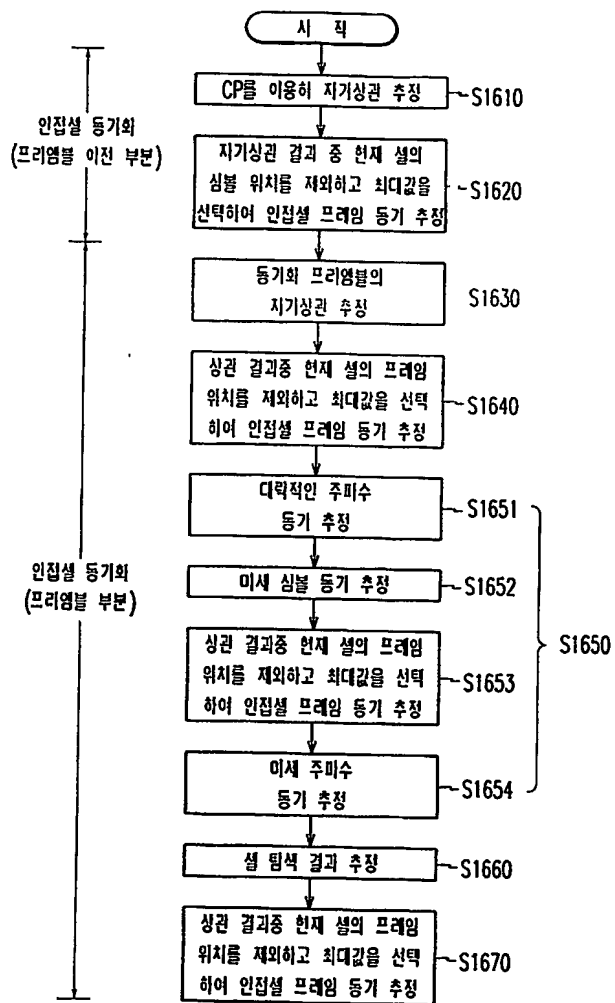 시 작
CP를 이용히 자기상관 추정
S1610
인접셀 동기화
(프리앰블 이전 부분)
자기상관 결과 중 현재 셀의
심볼 위치를 제외하고 최대값을
선택하여 인접셀 프레임 동기 추정
S1620
동기화 프리앰블의
자기상관 추정
S1630
상관 결과중 현재 셀의 프레임
위치를 제외하고 최대값을 선택
하여 인접셀 프레임 동기 추정
S1640
대략적인 주파수
동기 추정
S1651
인접셀 동기화
(프리앰블 부분)
미세 심볼 동기 추정
S1652
상관 결과중 현재 셀의 프레임
위치를 제외하고 최대값을 선택
하여 인접셀 프레임 동기 추정
S1653
S1650
미세 주파수
동기 추정
S1654
셀 탐색 결과 추정
S1660
상관 결과중 현재 셀의 프레임
위치를 제외하고 최대값을 선택
하여 인접셀 프레임 동기 추정
S1670